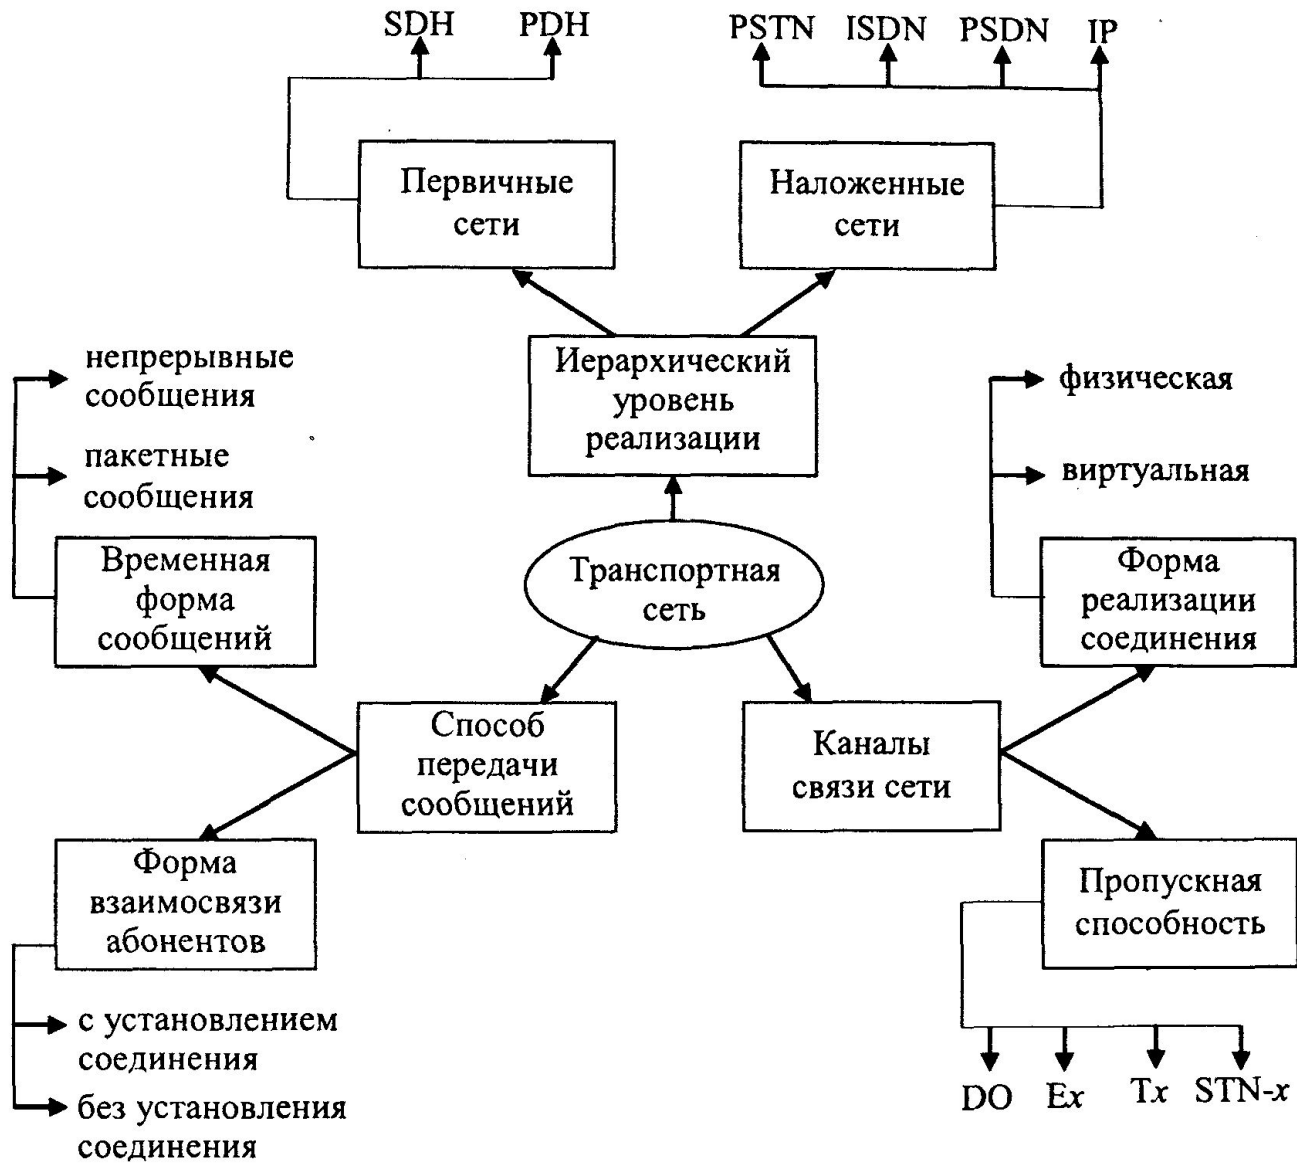 SDH PDH PSTN ISDN PSDN IP
Первичные
сети
Наложенные
сети
Иерархический
уровень
реализации
непрерывные
сообщения
пакетные
сообщения
физическая
виртуальная
Временная
форма
сообщений
Транспортная
сеть
Форма
реализации
соединения
Способ
передачи
сообщений
Каналы
связи сети
Форма
взаимосвязи
абонентов
Пропускная
способность
с установлением
соединения
без установления
соединения
DO Ex Tx STN-x